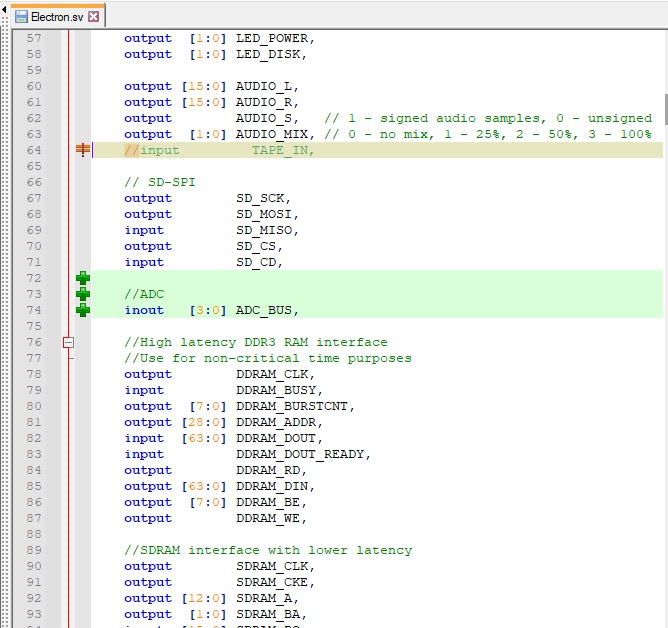 Electron.sv
57 output [1:0] LED_POWER,
58 output [1:0] LED_DISK,
59
60 output [15:0] AUDIO_L,
61 output [15:0] AUDIO_R,
62 output AUDIO_S, // 1 - signed audio samples, 0 - unsigned
63 output [1:0] AUDIO_MIX, // 0 - no mix, 1 - 25%, 2 - 50%, 3 - 100%
64 //input TAPE_IN,
65
66 // SD-SPI
67 output SD_SCK,
68 output SD_MOSI,
69 input SD_MISO,
70 output SD_CS,
71 input SD_CD,
72
73 //ADC
74 inout [3:0] ADC_BUS,
75
76 //High latency DDR3 RAM interface
77 //Use for non-critical time purposes
78 output DDRAM_CLK,
79 input DDRAM_BUSY,
80 output [7:0] DDRAM_BURSTCNT,
81 output [28:0] DDRAM_ADDR,
82 input [63:0] DDRAM_DOUT,
83 input DDRAM_DOUT_READY,
84 output DDRAM_RD,
85 output [63:0] DDRAM_DIN,
86 output [7:0] DDRAM_BE,
87 output DDRAM_WE,
88
89 //SDRAM interface with lower latency
90 output SDRAM_CLK,
91 output SDRAM_CKE,
92 output [12:0] SDRAM_A,
93 output [1:0] SDRAM_BA,